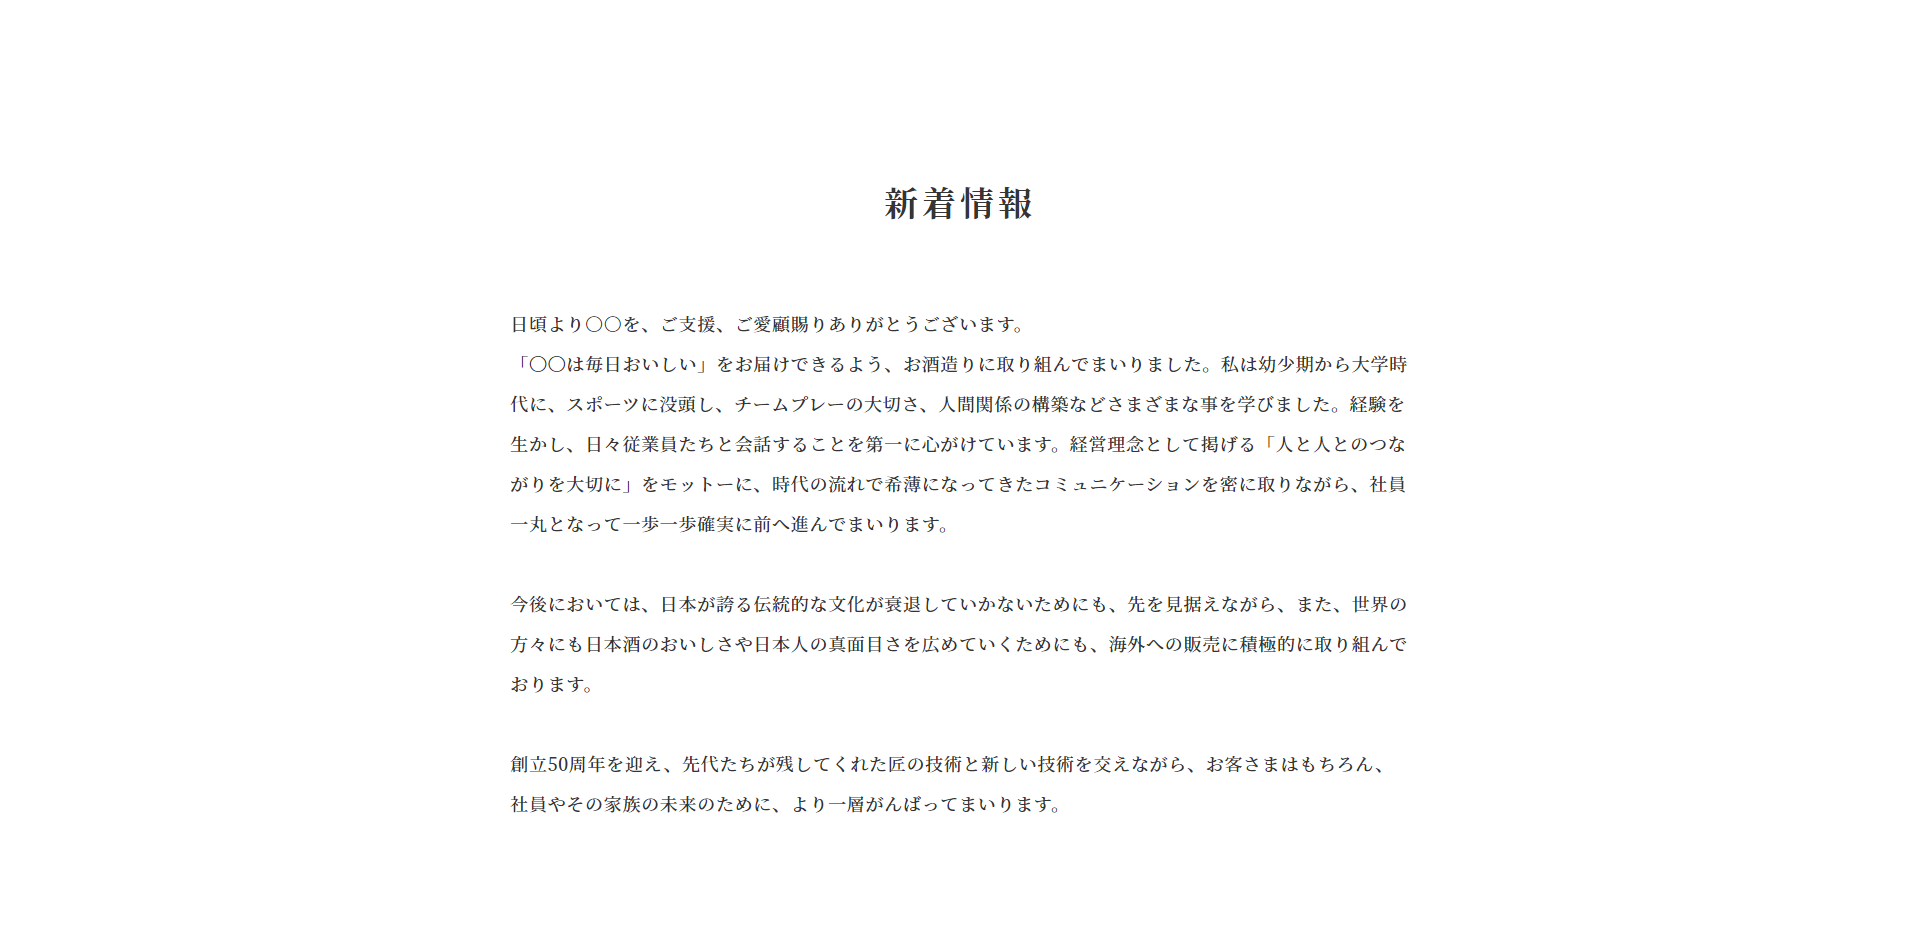 新着情報
日頃より〇〇を、ご支援、ご愛顧賜りありがとうございます。
「〇〇は毎日おいしい」をお届けできるよう、お酒造りに取り組んでまいりました。私は幼少期から大学時
代に、スポーツに没頭し、チームプレーの大切さ、人間関係の構築などさまざまな事を学びました。経験を
生かし、日々従業員たちと会話することを第一に心がけています。経営理念として掲げる「人と人とのつな
がりを大切に」をモットーに、時代の流れで希薄になってきたコミュニケーションを密に取りながら、社員
一丸となって一歩一歩確実に前へ進んでまいります。
今後においては、日本が誇る伝統的な文化が衰退していかないためにも、先を見据えながら、また、世界の
方々にも日本酒のおいしさや日本人の真面目さを広めていくためにも、海外への販売に積極的に取り組んで
おります。
創立50周年を迎え、先代たちが残してくれた匠の技術と新しい技術を交えながら、お客さまはもちろん、
社員やその家族の未来のために、より一層がんばってまいります。